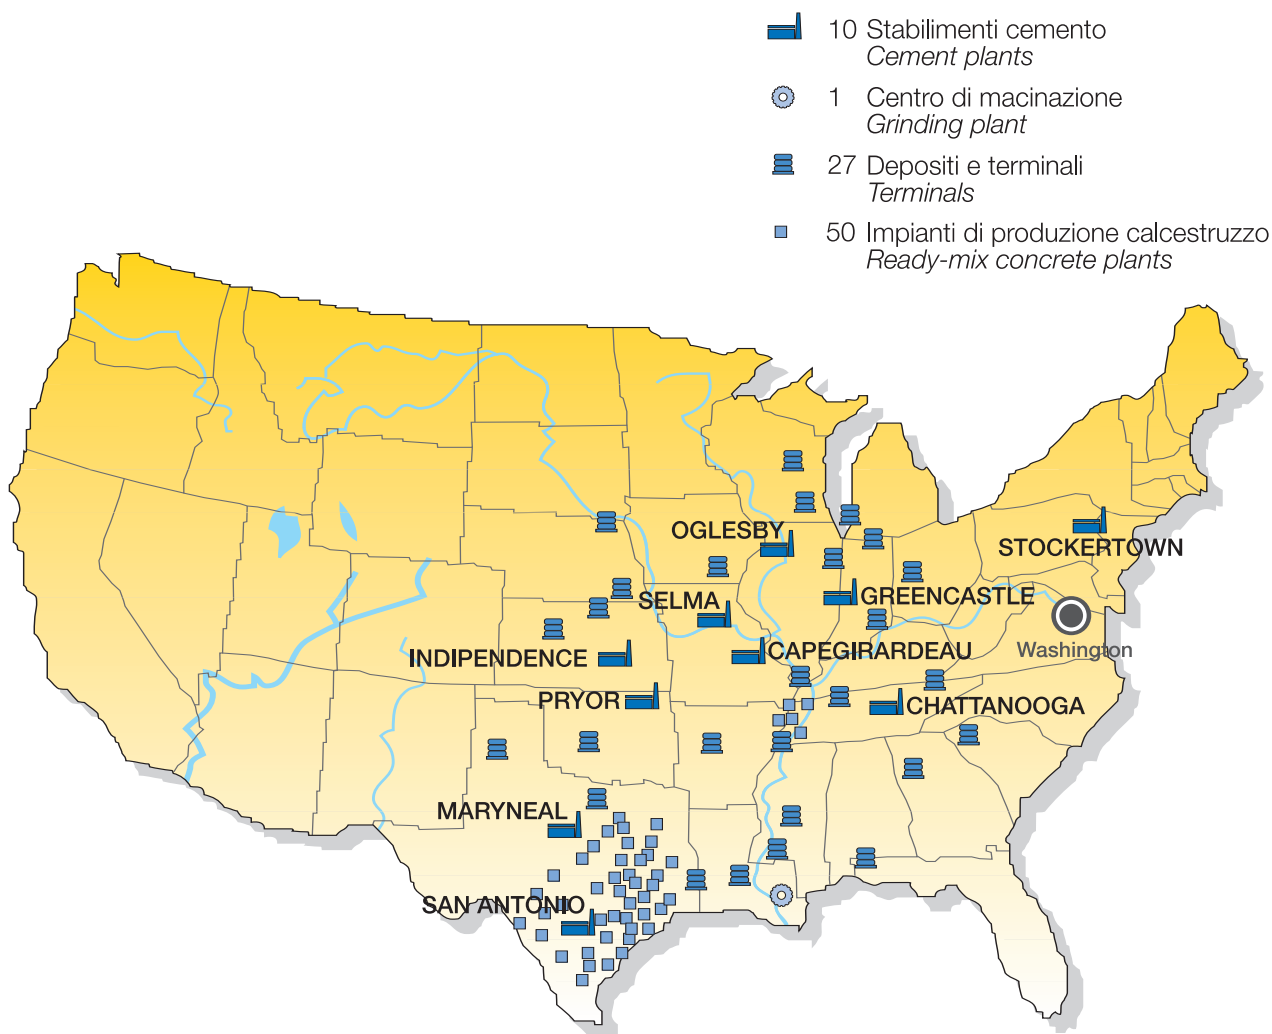 10 Stabilimenti cemento
Cement plants
1 Centro di macinazione
Grinding plant
27 Depositi e terminali
Terminals
50 Impianti di produzione calcestruzzo
Ready-mix concrete plants
OGLESBY
STOCKERTOWN
SELMA
GREENCASTLE
INDIPENDENCE
CAPEGIRARDEAU
Washington
PRYOR
CHATTANOOGA
MARYNEAL
SAN ANTONIO